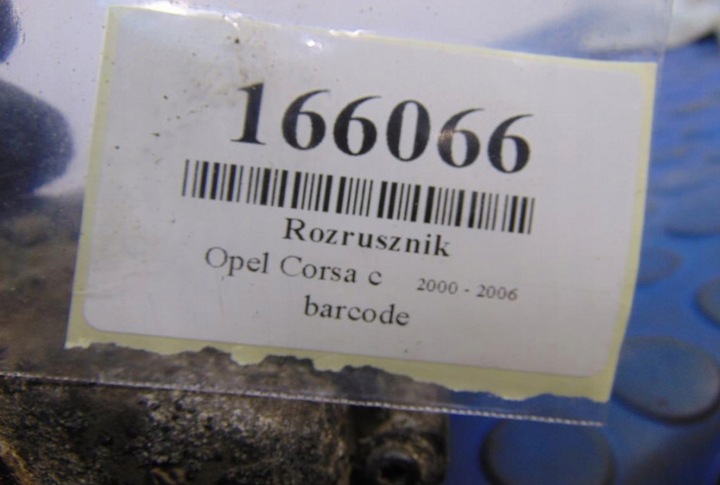 166066
Rozrusznik
Opel Corsa c 2000 - 2006
barcode